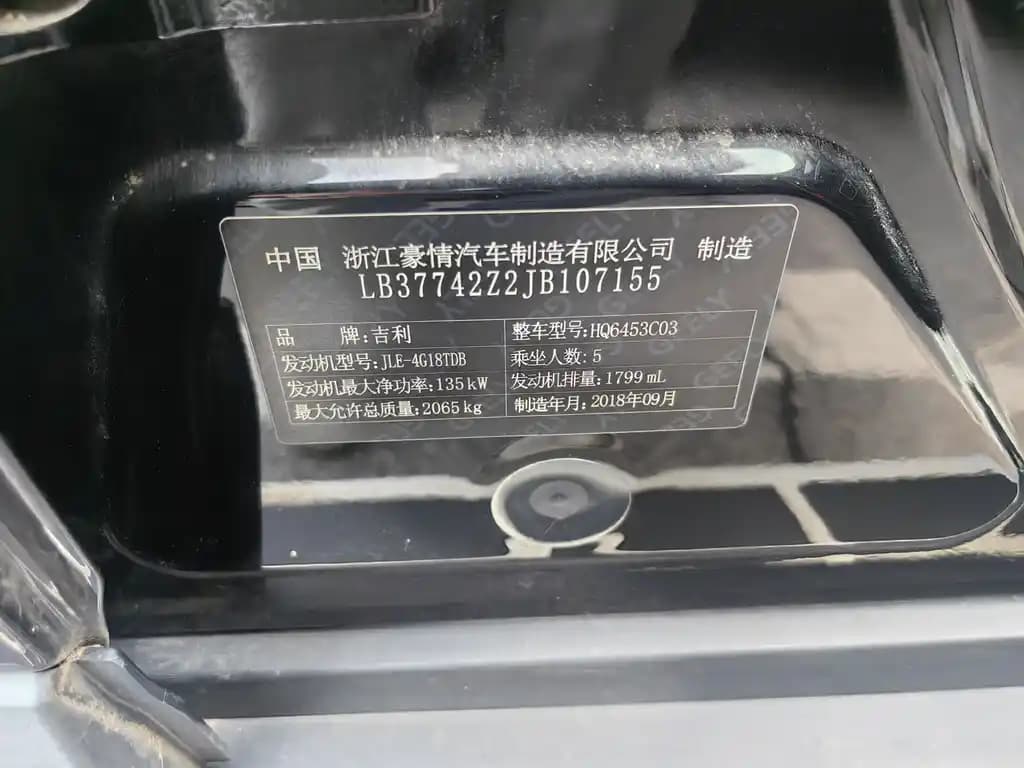 中国 浙江豪情汽车制造有限公司 制造
LB37742Z2JB107155
品 牌:吉利 整车型号:HQ6453C03
发动机型号:JLE-4G18TDB 乘坐人数:5
发动机最大净功率:135kW 发动机排量:1799mL
最大允许总质量:2065kg 制造年月:2018年09月